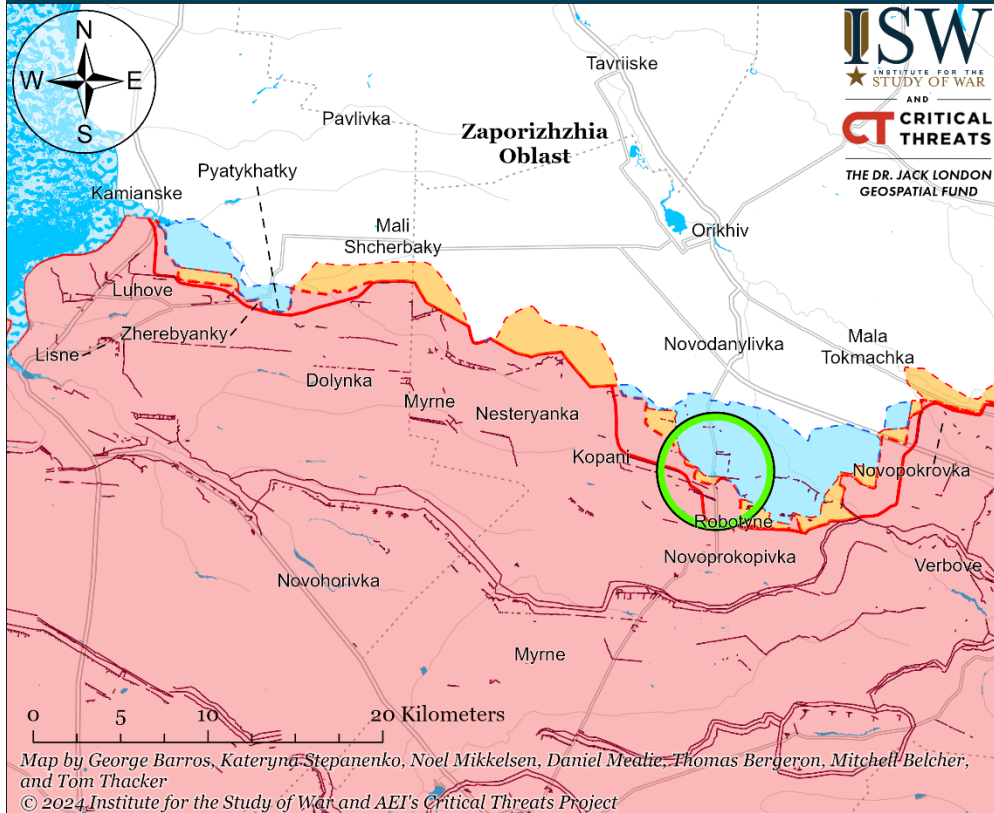 N
W E
S
ISW
INSTITUTE FOR THE
STUDY OF WAR
AND
CT CRITICAL
THREATS
THE DR. JACK LONDON
GEOSPATIAL FUND
Tavriiske
Pavlivka
Zaporizhzhia
Oblast
Pyatykhatky
Kamianske
Mali
Shcherbaky
Orikhiv
Luhove
Zherebyanky
Lisne
Novodanylivka
Mala
Tokmachka
Dolynka
Myrne
Nesteryanka
Kopani
Novopokrovka
Robotyne
Novoprokopivka
Verbove
Novohorivka
Myrne
0 5 10 20 Kilometers
Map by George Barros, Kateryna Stepanenko, Noel Mikkelsen, Daniel Mealie, Thomas Bergeron, Mitchell Belcher,
and Tom Thacker
© 2024 Institute for the Study of War and AEI's Critical Threats Project